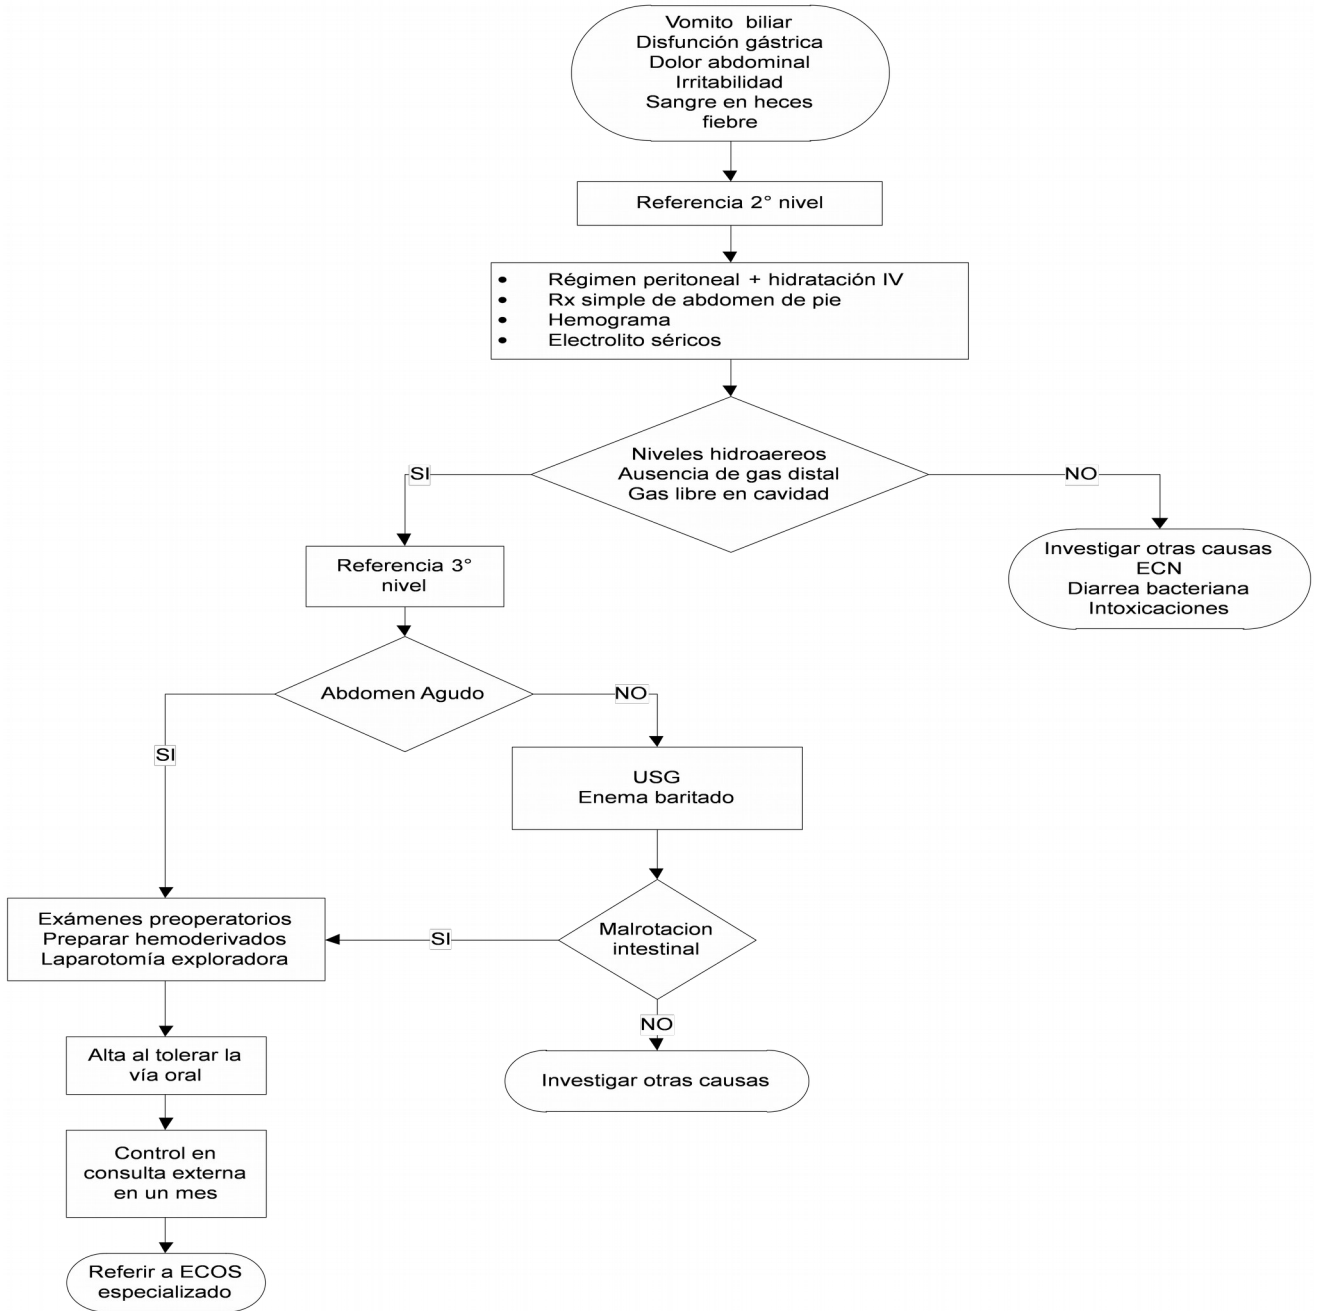 Vomito biliar
Disfunción gástrica
Dolor abdominal
Irritabilidad
Sangre en heces
fiebre
Referencia 2° nivel
• Régimen peritoneal + hidratación IV
• Rx simple de abdomen de pie
• Hemograma
• Electrolito séricos
Niveles hidroaereos
Ausencia de gas distal
Gas libre en cavidad
SI
NO
Referencia 3°
nivel
Investigar otras causas
ECN
Diarrea bacteriana
Intoxicaciones
Abdomen Agudo
NO
SI
USG
Enema baritado
Exámenes preoperatorios
Preparar hemoderivados
Laparotomía exploradora
SI
Malrotacion
intestinal
NO
Alta al tolerar la
vía oral
Investigar otras causas
Control en
consulta externa
en un mes
Referir a ECOS
especializado